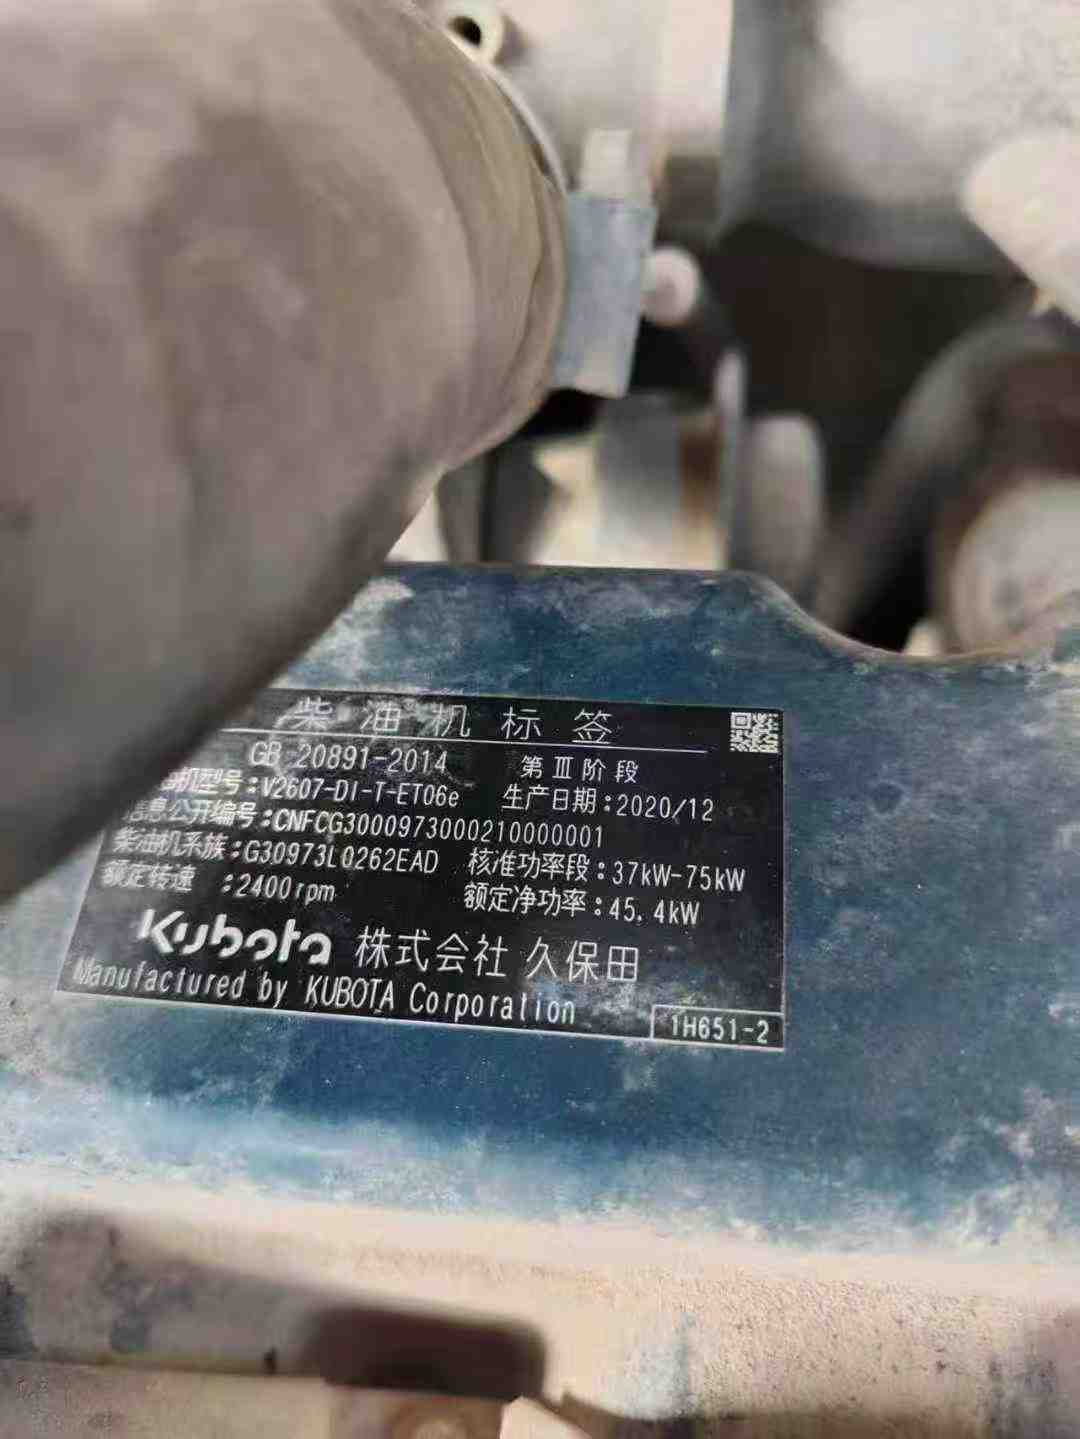 柴油机标签
GB 20891-2014 第Ⅲ阶段
机型号:V2607-DI-T-ET06e 生产日期:2020/12
信息公开编号:CNFCG3000973000210000001
柴油机系族:G30973L0262EAD 核准功率段:37kW-75kW
额定转速 :2400rpm 额定净功率:45.4kW
Kubota 株式会社 久保田
Manufactured by KUBOTA Corporation
1H651-2